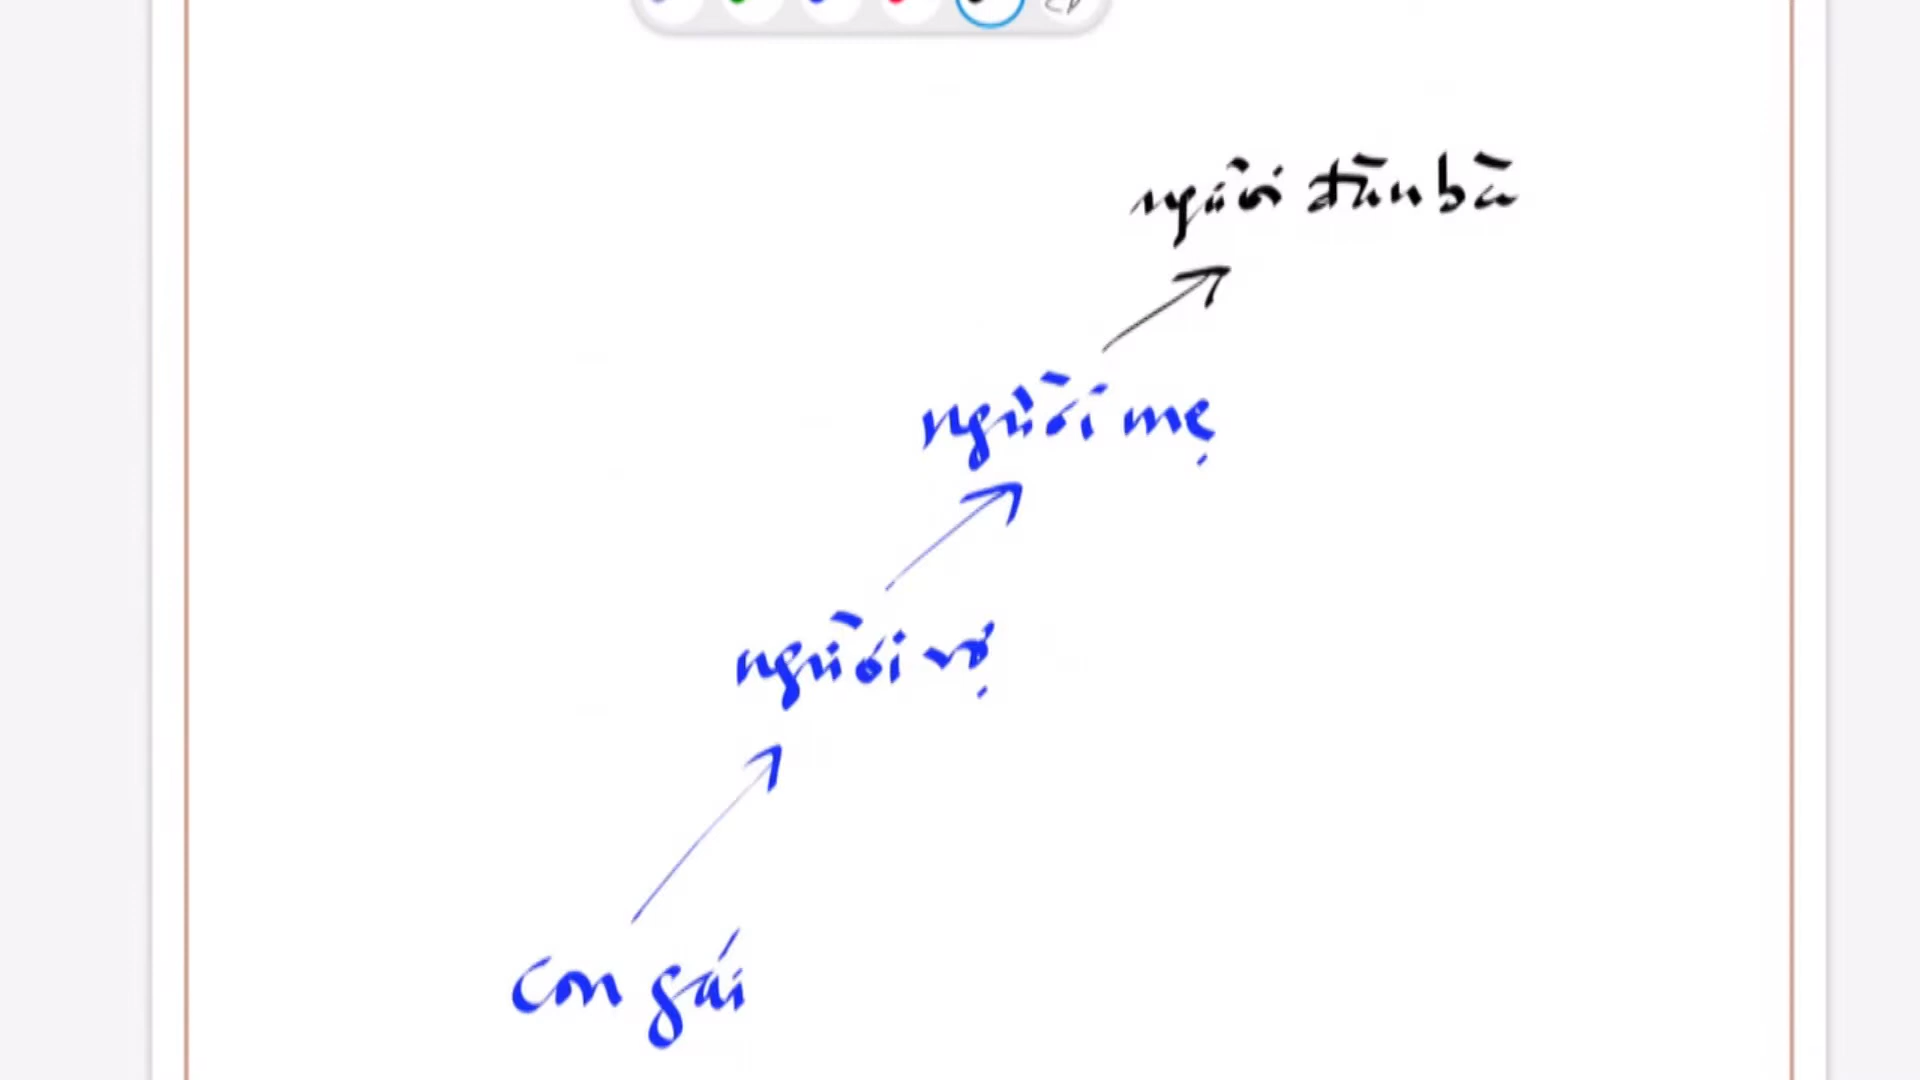 người đàn bà
người mẹ
người vợ
con gái